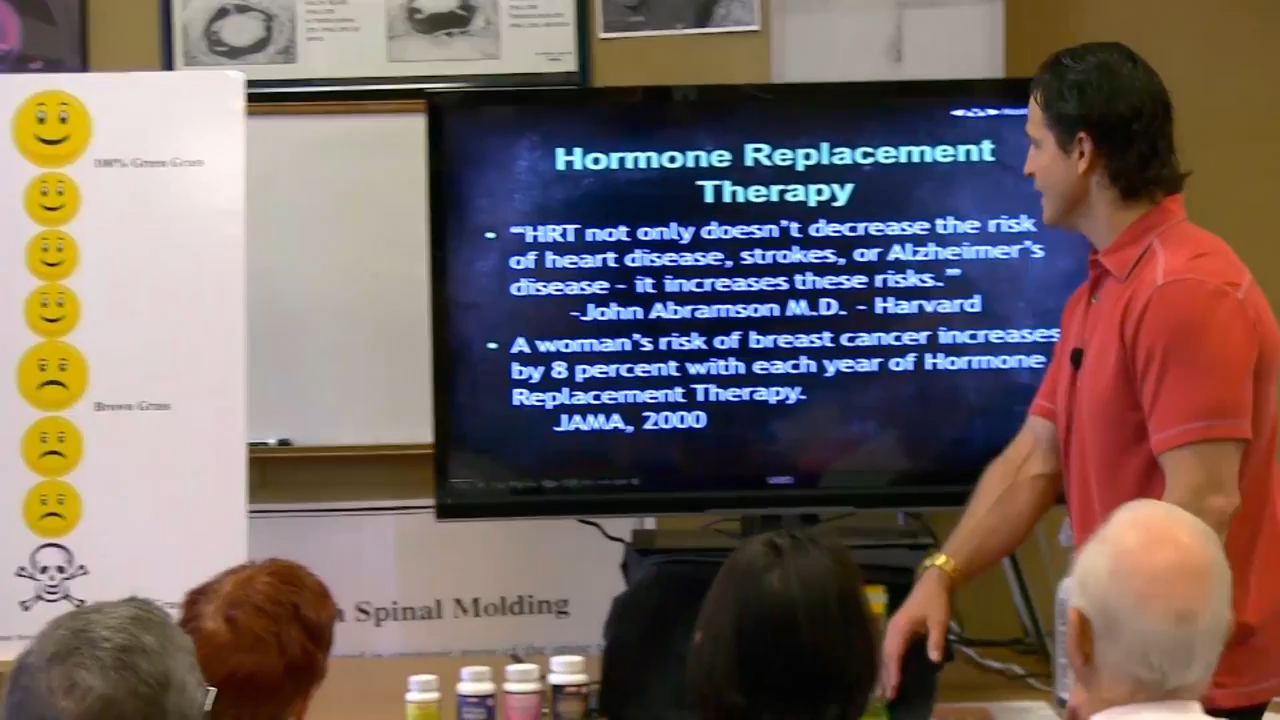 100% Green Grass
Hormone Replacement
Therapy
• “HRT not only doesn’t decrease the risk
of heart disease, strokes, or Alzheimer’s
disease - it increases these risks.”
-John Abramson M.D. - Harvard
• A woman’s risk of breast cancer increases
by 8 percent with each year of Hormone
Replacement Therapy.
JAMA, 2000
Brown Grass
Spinal Molding